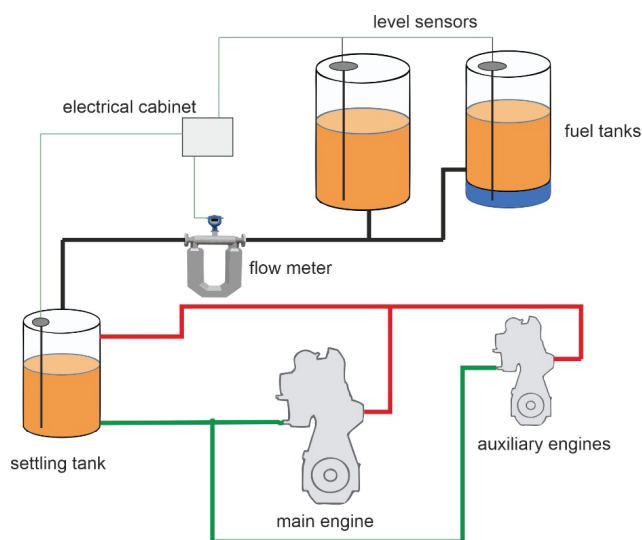 level sensors
electrical cabinet
fuel tanks
flow meter
settling tank
auxiliary engines
main engine